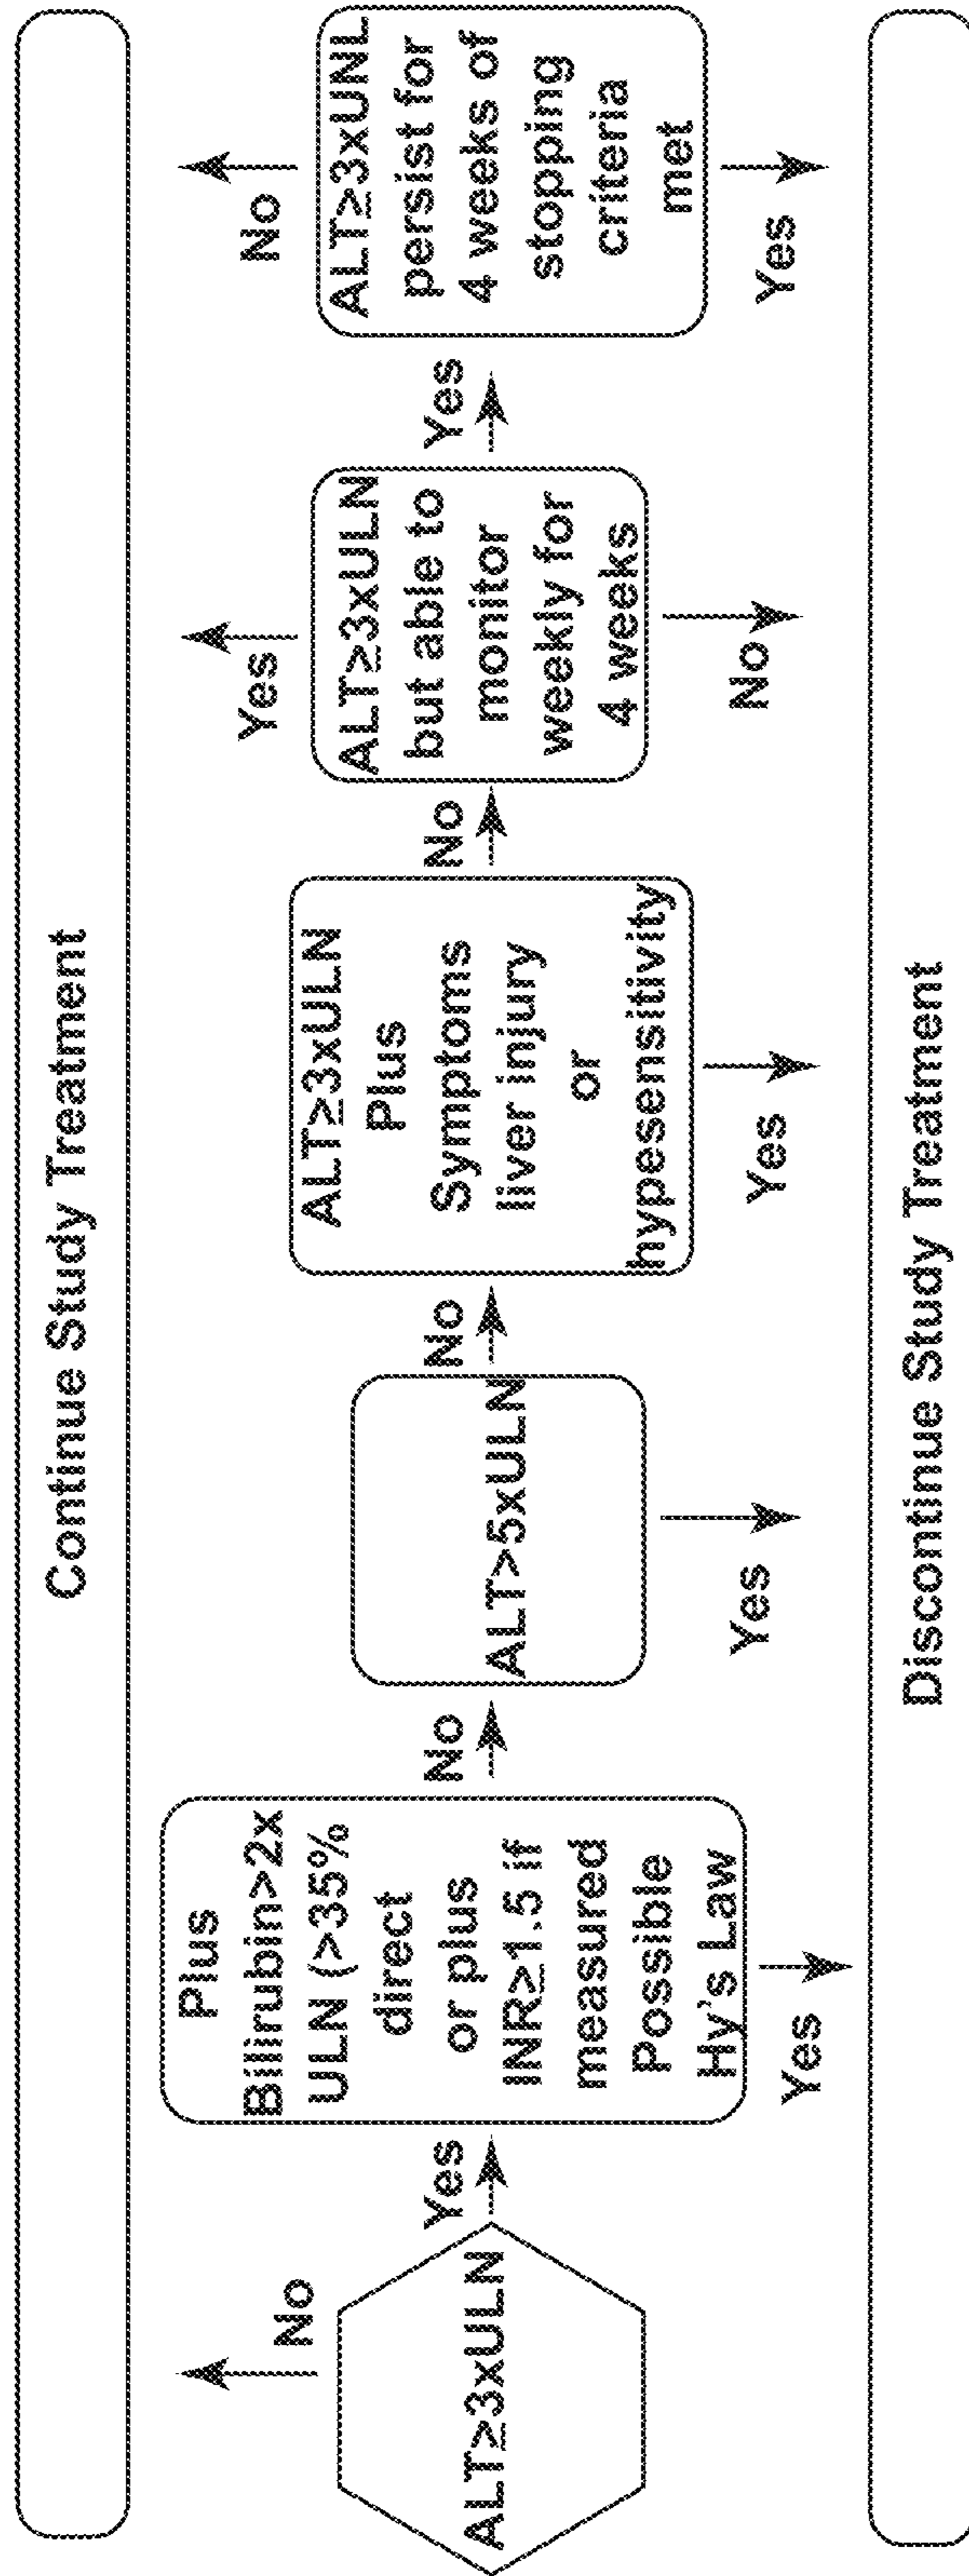 Continue Study Treatment
No
ALT≥3xULN
Yes
Plus
Billirubin>2x
ULN (>35%
direct
or plus
INR≥1.5 if
measured
Possible
Hy's Law
Yes
No
ALT>5xULN
Yes
No
ALT≥3xULN
Plus
Symptoms
liver injury
or
hypesensitivity
Yes
No
Yes
ALT≥3xULN
but able to
monitor
weekly for
4 weeks
No
Yes
No
ALT≥3xUNL
persist for
4 weeks of
stopping
criteria
met
Yes
Discontinue Study Treatment